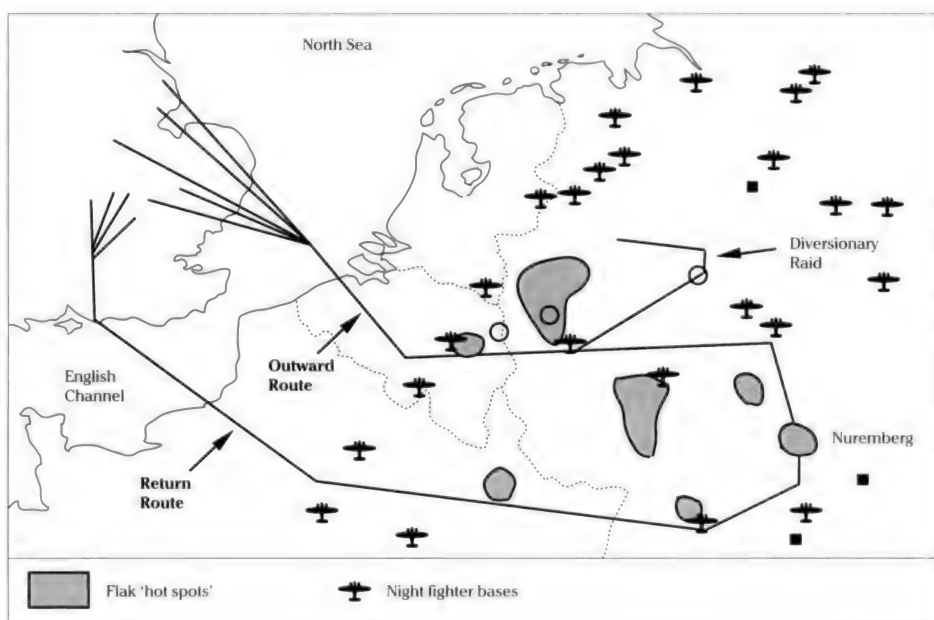 North Sea
Diversionary
Raid
Outward
Route
English
Channel
Nuremberg
Return
Route
Flak ‘hot spots’
Night fighter bases